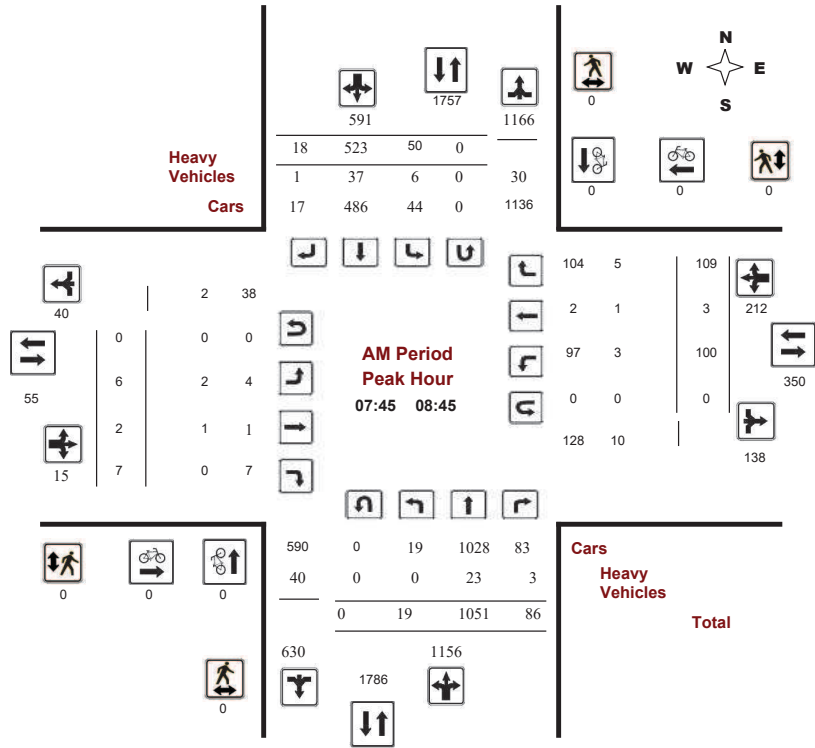 N
W E
S
1757
591 1166
0
18 523 50 0
Heavy
Vehicles
1 37 6 0 30
Cars 17 486 44 0 1136
0 0 0
104 5 109
40
2 38
2 1 3 212
0 0 0
AM Period
Peak Hour
07:45 08:45
97 3 100
350
55
6 2 4
0 0 0
2 1 1
128 10
138
15
7 0 7
590 0 19 1028 83 Cars
40 0 0 23 3 Heavy
Vehicles
0 0 0
0 19 1051 86 Total
630 1156
1786
0